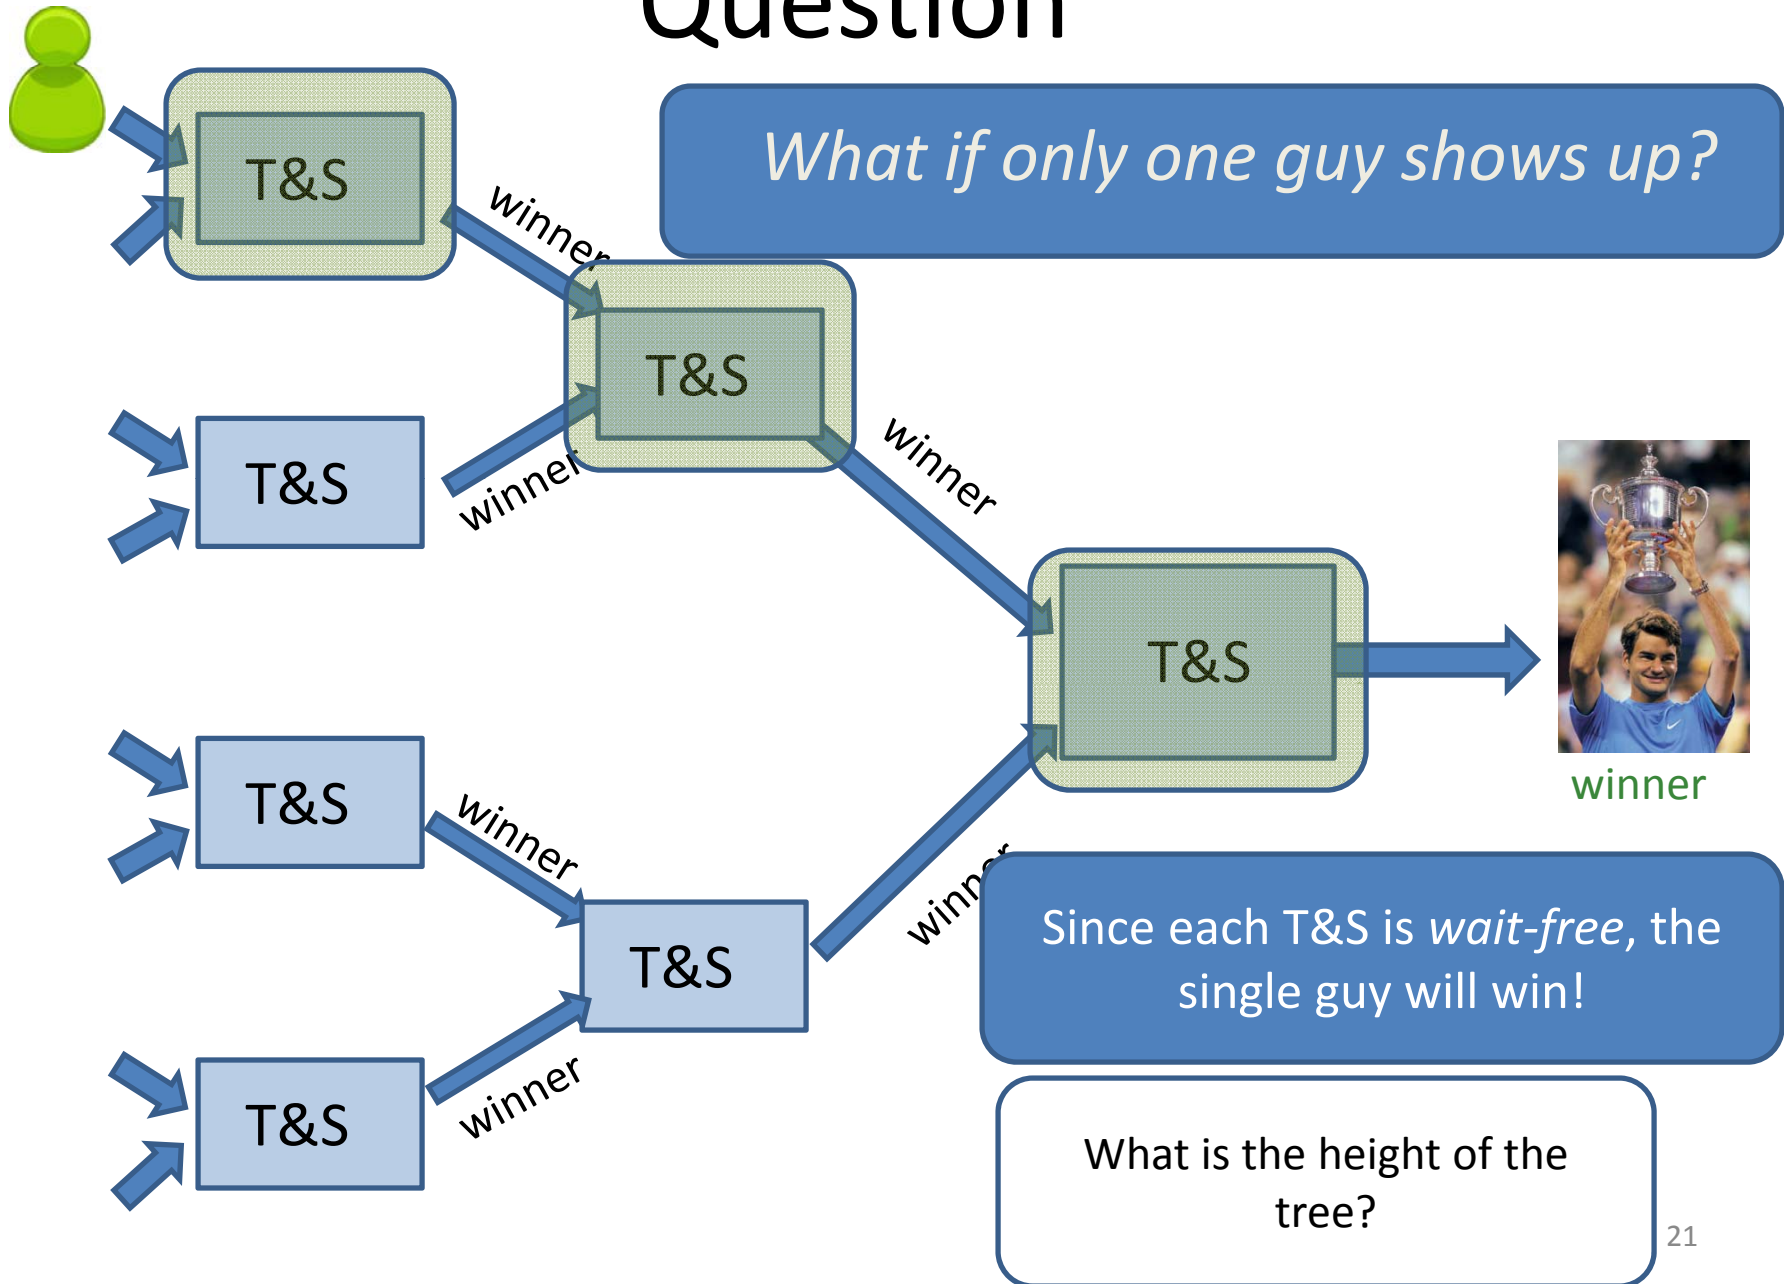 Question
What if only one guy shows up?
T&S
winner
T&S
winner
T&S
winner
winner
T&S
T&S
winner
winner
T&S
winner
Since each T&S is wait-free, the
single guy will win!
T&S
winner
What is the height of the
tree?
21